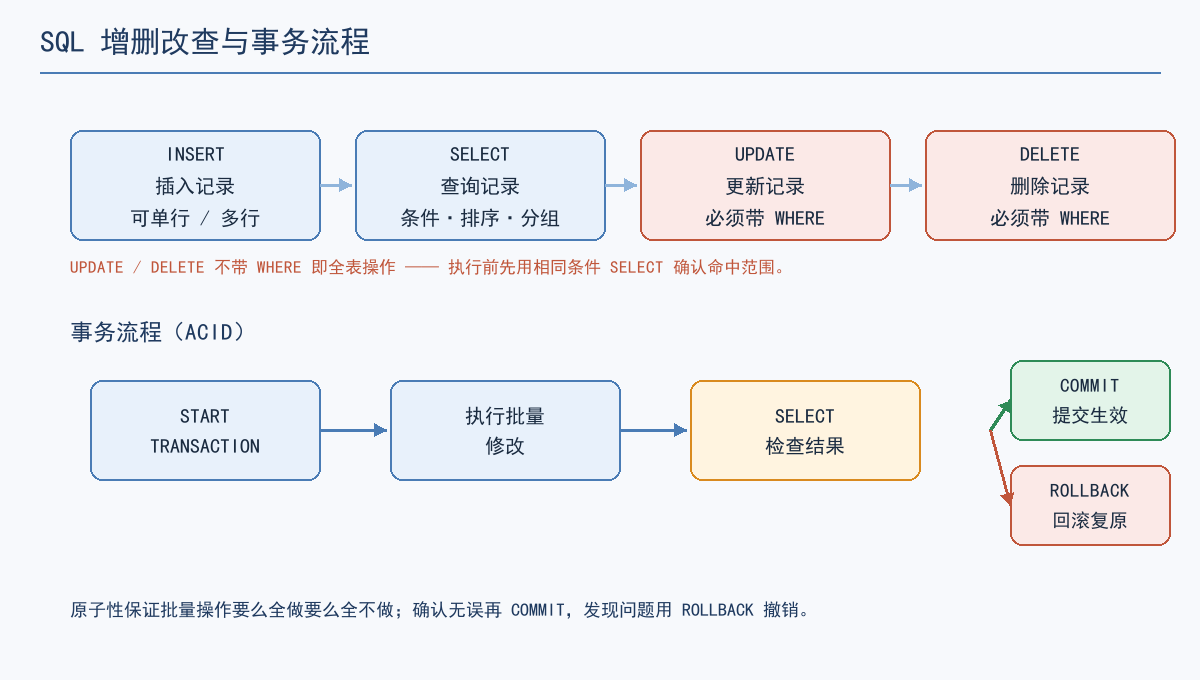 SQL 增删改查与事务流程
INSERT
插入记录
可单行 / 多行
SELECT
查询记录
条件·排序·分组
UPDATE
更新记录
必须带 WHERE
DELETE
删除记录
必须带 WHERE
UPDATE / DELETE 不带 WHERE 即全表操作 —— 执行前先用相同条件 SELECT 确认命中范围。
事务流程（ACID）
START
TRANSACTION
执行批量
修改
SELECT
检查结果
COMMIT
提交生效
ROLLBACK
回滚复原
原子性保证批量操作要么全做要么全不做；确认无误再 COMMIT，发现问题用 ROLLBACK 撤销。